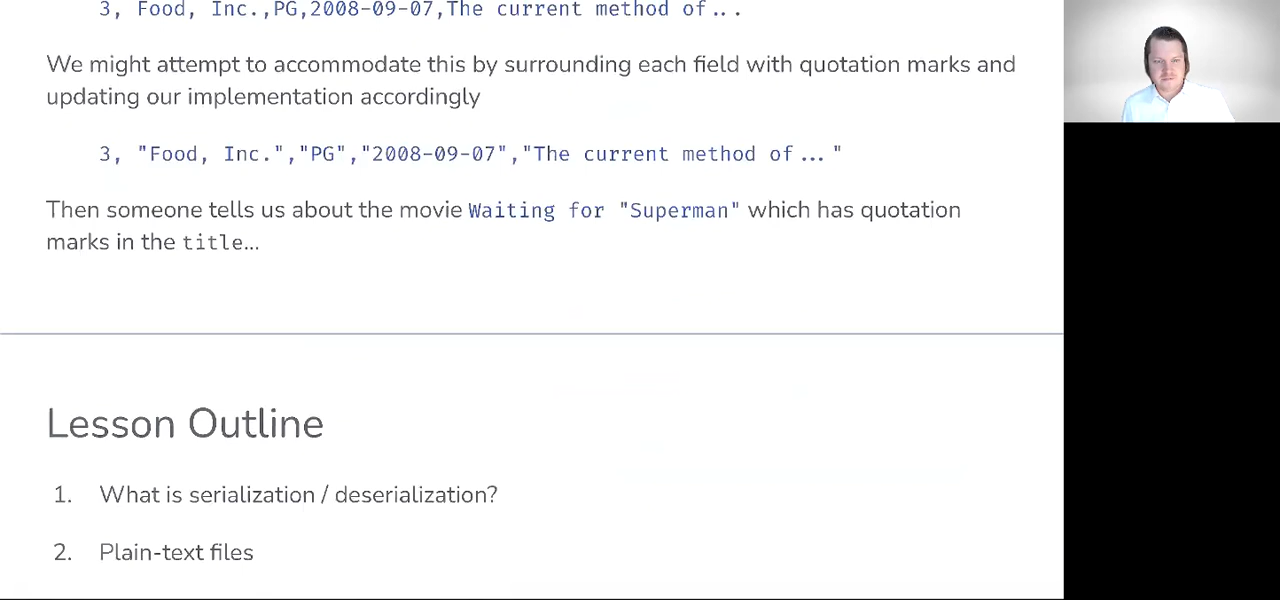 3, Food, Inc.,PG,2008-09-07,The current method of...
We might attempt to accommodate this by surrounding each field with quotation marks and
updating our implementation accordingly
3, "Food, Inc.","PG","2008-09-07","The current method of..."
Then someone tells us about the movie Waiting for "Superman" which has quotation
marks in the title...
Lesson Outline
1. What is serialization / deserialization?
2. Plain-text files